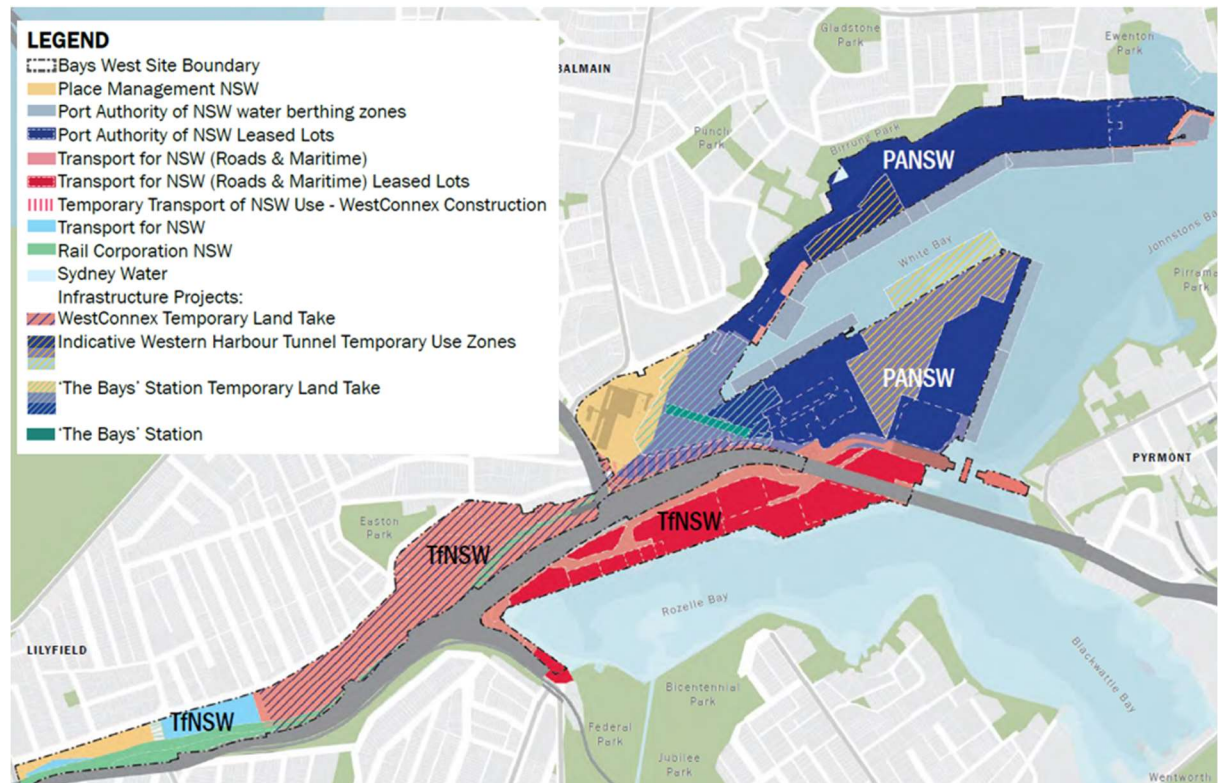 LEGEND
Bays West Site Boundary
Place Management NSW
Port Authority of NSW water berthing zones
Port Authority of NSW Leased Lots
Transport for NSW (Roads & Maritime)
Transport for NSW (Roads & Maritime) Leased Lots
Temporary Transport of NSW Use - WestConnex Construction
Transport for NSW
Rail Corporation NSW
Sydney Water
Infrastructure Projects:
WestConnex Temporary Land Take
Indicative Western Harbour Tunnel Temporary Use Zones
'The Bays' Station Temporary Land Take
'The Bays' Station
Gladstone
Park
Ewenton
Park
BALMAIN
Punch
Park
Birrung Park
PANSW
White Bay
Johnstons Ba
Pirrama
Park
PANSW
PYRMONT
Easton
Park
TfNSW
TfNSW
Rozelle Bay
Blackwattle Bay
LILYFIELD
TfNSW
Bicentennial
Park
Federal
Park
Jubilee
Park
Wentworth